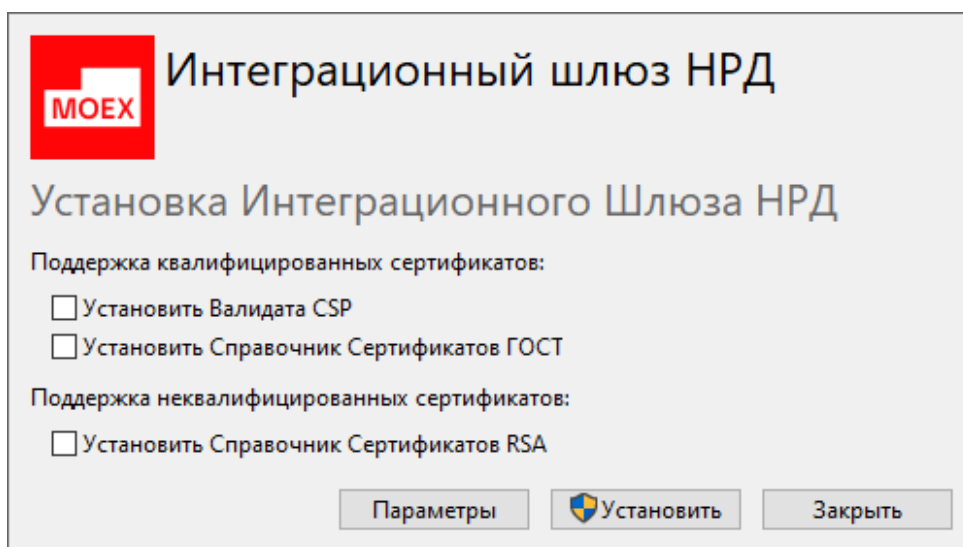 MOEX
Интеграционный шлюз НРД
Установка Интеграционного Шлюза НРД
Поддержка квалифицированных сертификатов:
Установить Валидата CSP
Установить Справочник Сертификатов ГОСТ
Поддержка неквалифицированных сертификатов:
Установить Справочник Сертификатов RSA
Параметры Установить Закрыть